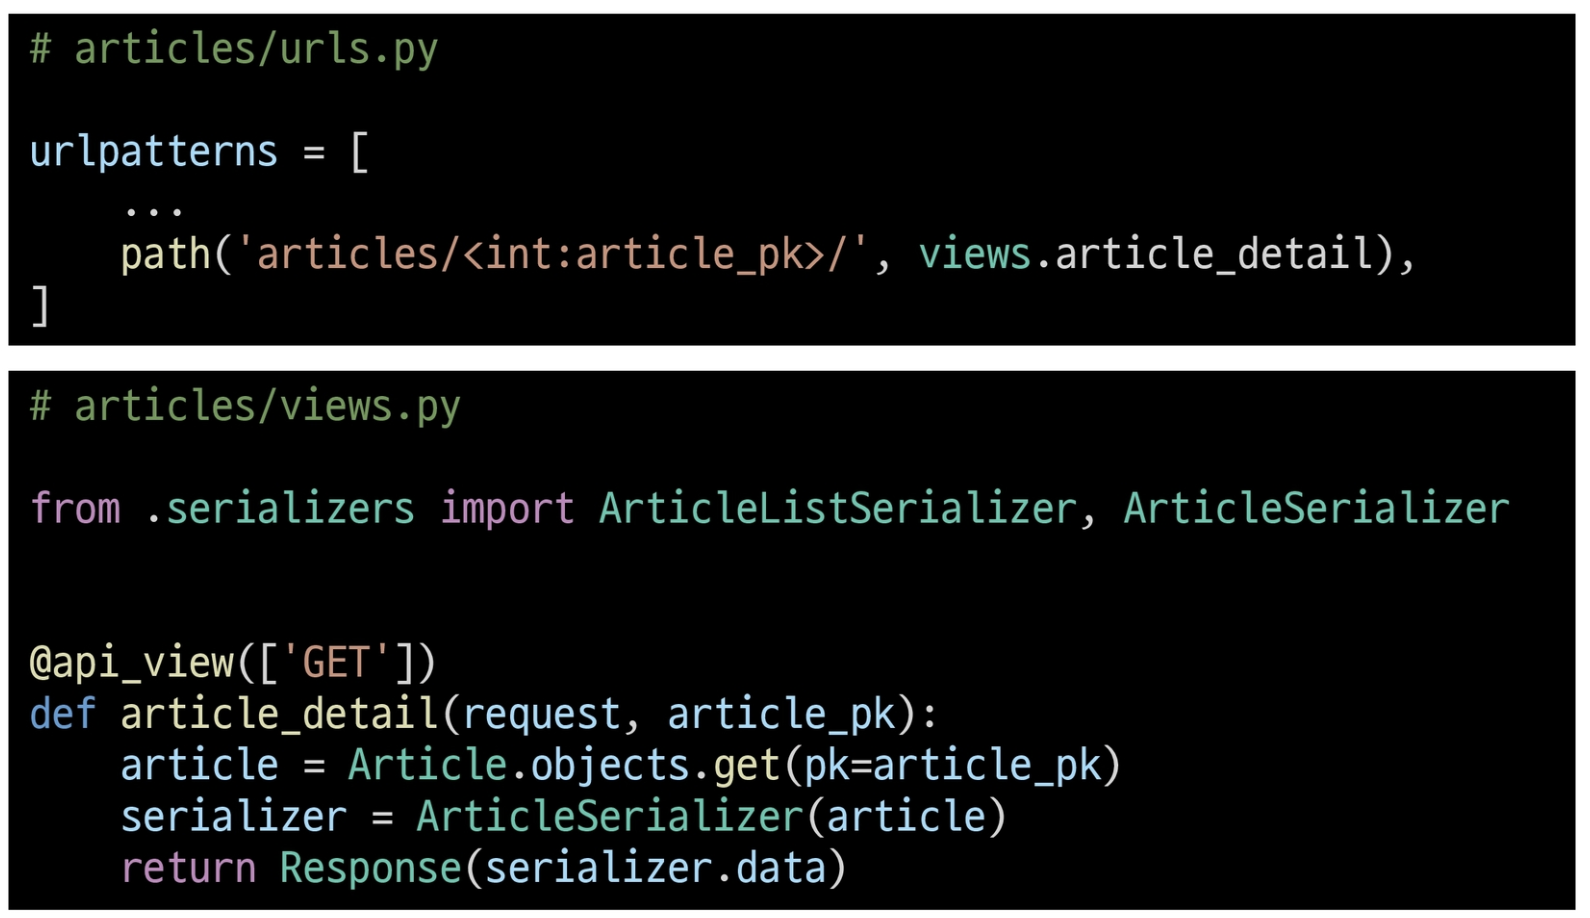 # articles/urls.py
urlpatterns = [
    ...
    path('articles/<int:article_pk>/', views.article_detail),
]
# articles/views.py
from .serializers import ArticleListSerializer, ArticleSerializer
@api_view(['GET'])
def article_detail(request, article_pk):
    article = Article.objects.get(pk=article_pk)
    serializer = ArticleSerializer(article)
    return Response(serializer.data)